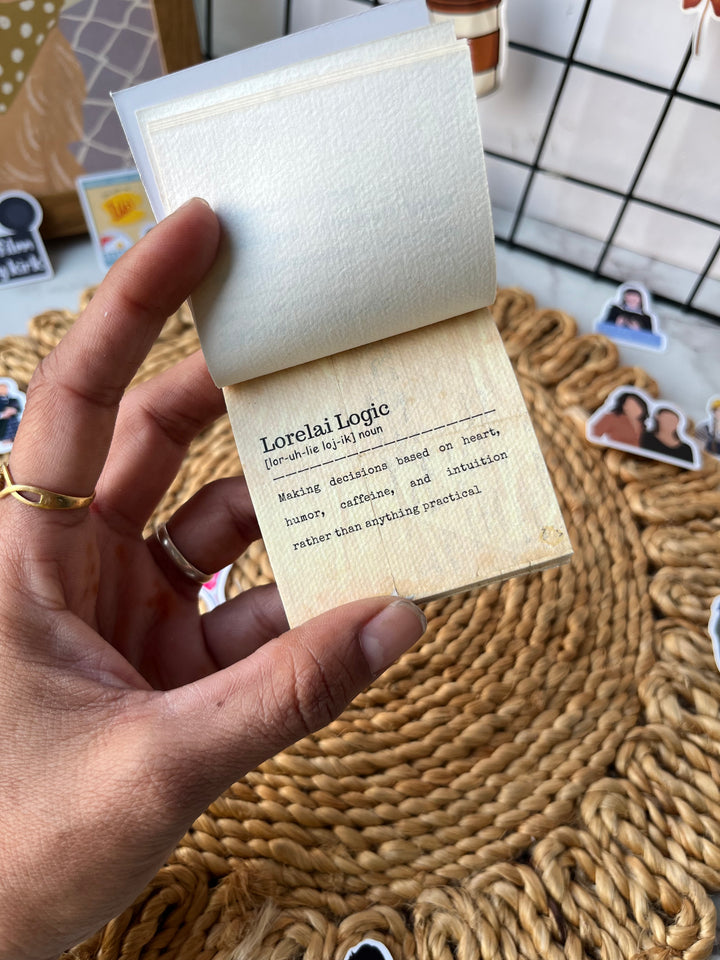 Lorelai Logic
[lor-uh-lie loj-ik] noun
Making decisions based on heart,
humor, caffeine, and intuition
rather than anything practical